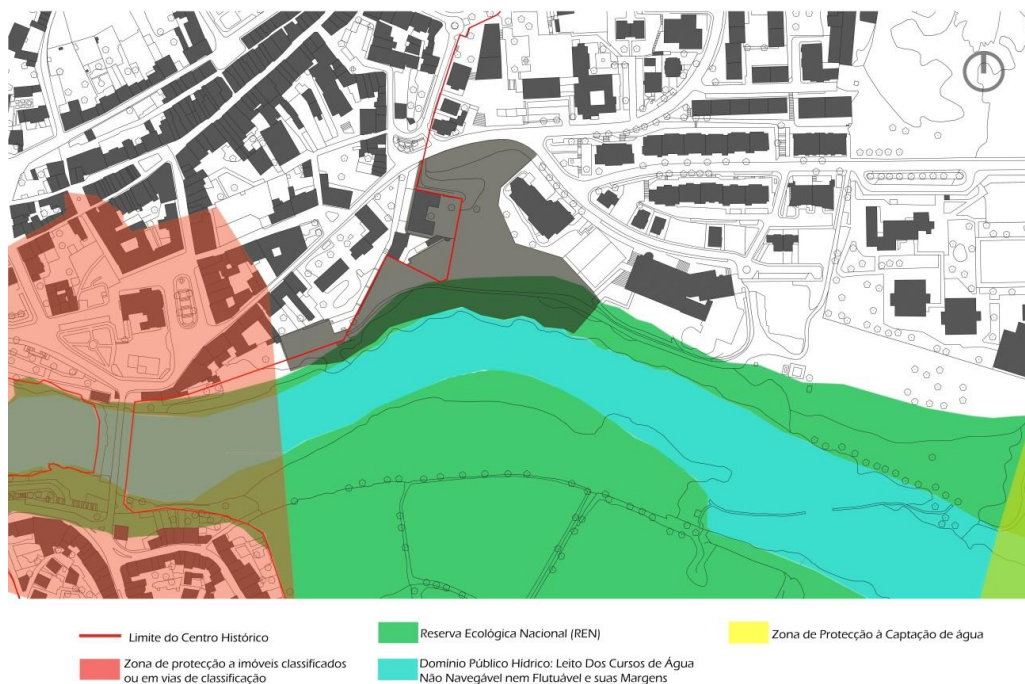 Limite do Centro Histórico
Zona de protecção a imóveis classificados
ou em vias de classificação
Reserva Ecológica Nacional (REN)
Domínio Público Hídrico: Leito Dos Cursos de Água
Não Navegável nem Flutuável e suas Margens
Zona de Protecção à Captação de água